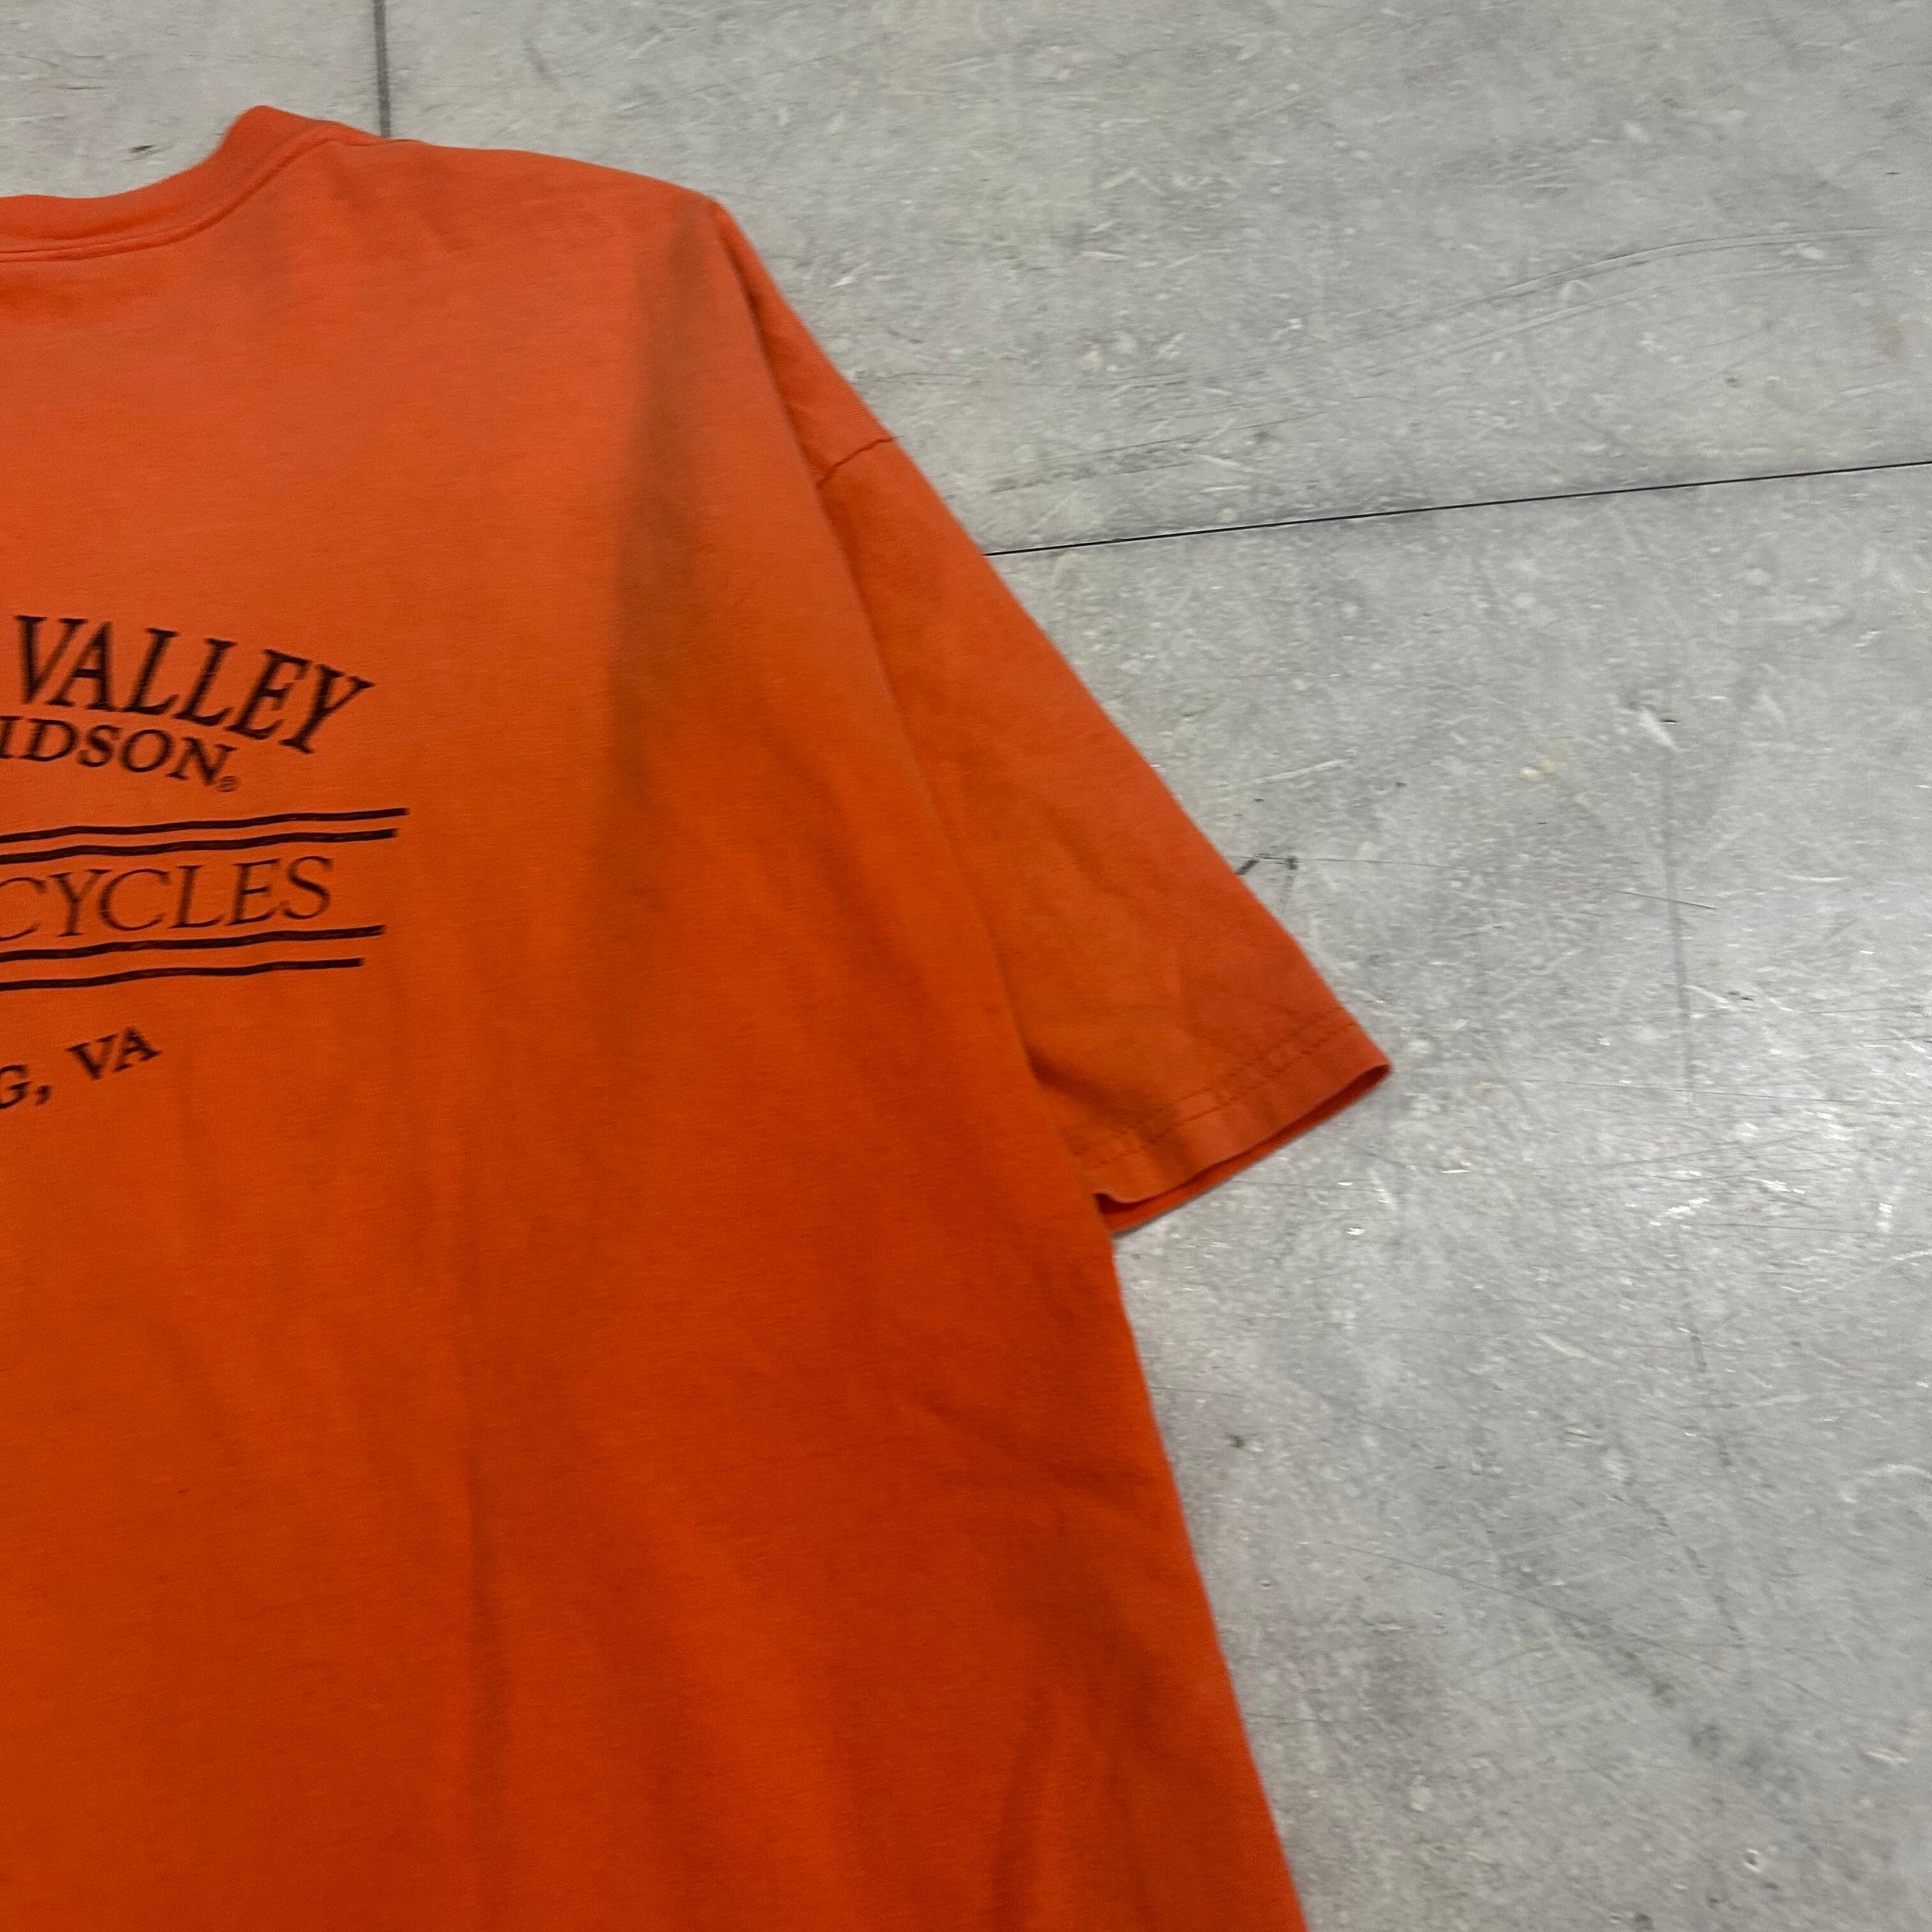 VALLEY
IDSON®
CYCLES
G, VA